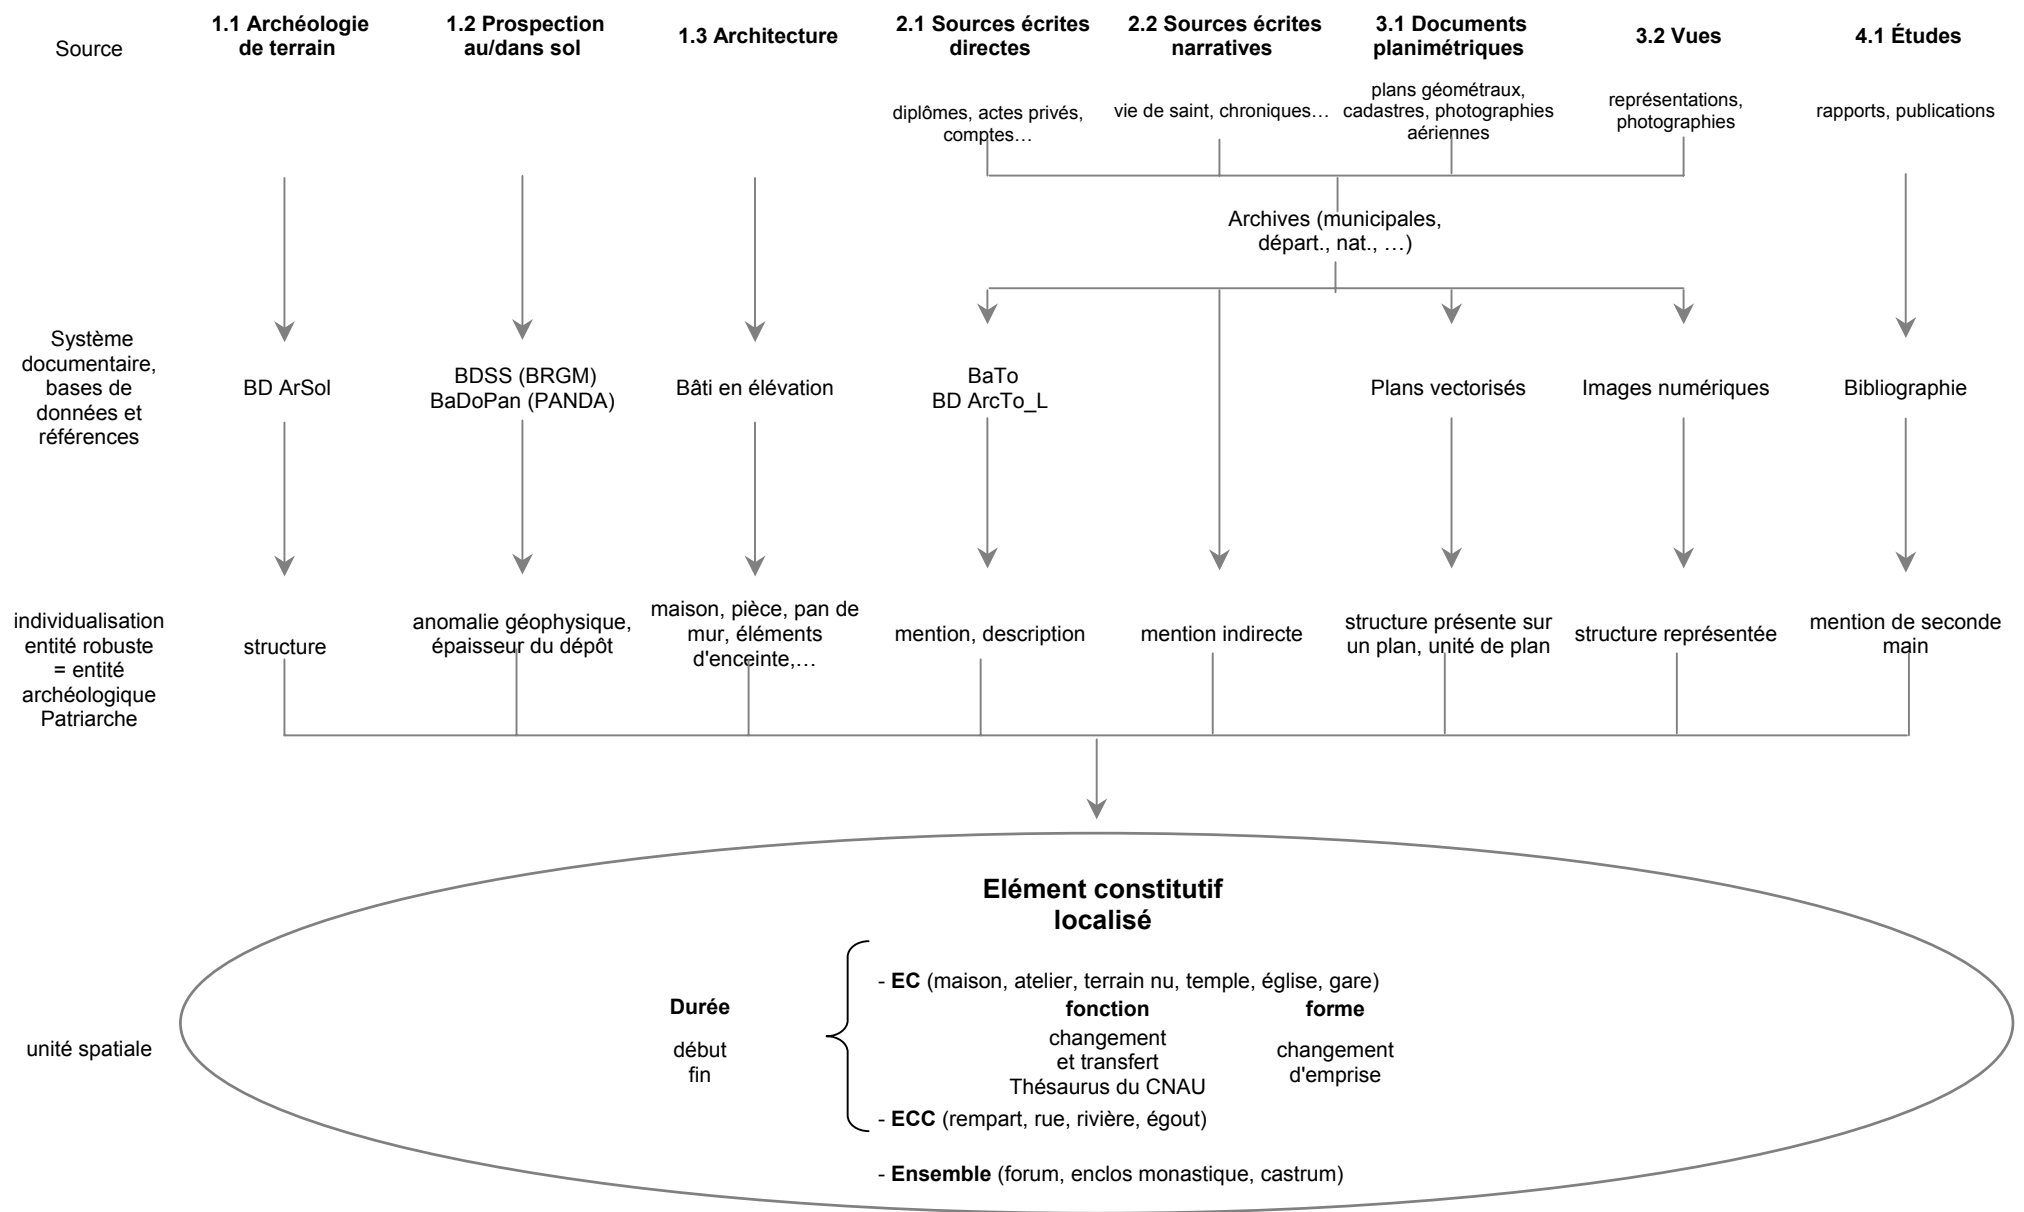 Source
1.1 Archéologie
de terrain
1.2 Prospection
au/dans sol
1.3 Architecture
2.1 Sources écrites
directes
2.2 Sources écrites
narratives
3.1 Documents
planimétriques
3.2 Vues
4.1 Études
diplômes, actes privés,
comptes…
vie de saint, chroniques…
plans géométraux,
cadastres, photographies
aériennes
représentations,
photographies
rapports, publications
Archives (municipales,
départ., nat., …)
Système
documentaire,
bases de
données et
références
BD ArSol
BDSS (BRGM)
BaDoPan (PANDA)
Bâti en élévation
BaTo
BD ArcTo_L
Plans vectorisés
Images numériques
Bibliographie
individualisation
entité robuste
= entité
archéologique
Patriarche
structure
anomalie géophysique,
épaisseur du dépôt
maison, pièce, pan de
mur, éléments
d'enceinte,…
mention, description
mention indirecte
structure présente sur
un plan, unité de plan
structure représentée
mention de seconde
main
unité spatiale
Elément constitutif
localisé
Durée
début
fin
- EC (maison, atelier, terrain nu, temple, église, gare)
fonction
changement
et transfert
Thésaurus du CNAU
forme
changement
d'emprise
- ECC (rempart, rue, rivière, égout)
- Ensemble (forum, enclos monastique, castrum)